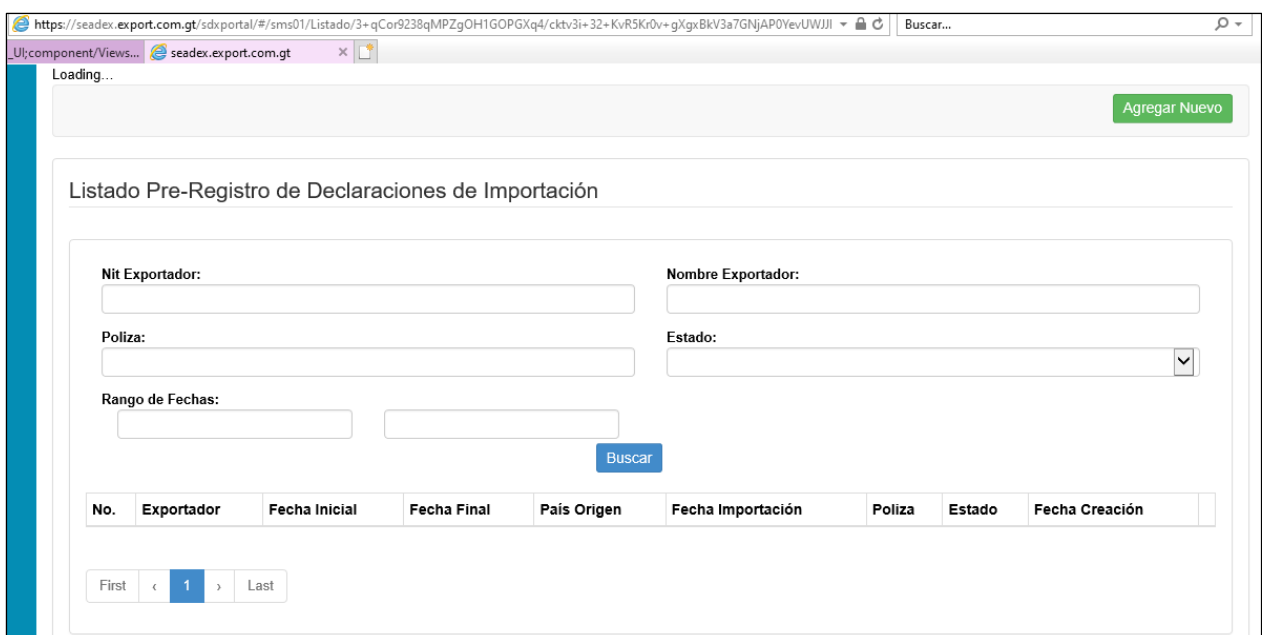 https://seadex.export.com.gt/sdxportal/#/sms01/Listado/3+qCor9238qMPZgOH1GOPGXq4/cktv3i+32+KvR5Kr0v+gXgxBkV3a7GNjAP0YevUWJJI Buscar...
_UI;component/Views... seadex.export.com.gt
Loading...
Agregar Nuevo
Listado Pre-Registro de Declaraciones de Importación
Nit Exportador: Nombre Exportador:
Poliza: Estado:
Rango de Fechas:
Buscar
No. Exportador Fecha Inicial Fecha Final País Origen Fecha Importación Poliza Estado Fecha Creación
First ‹ 1 › Last